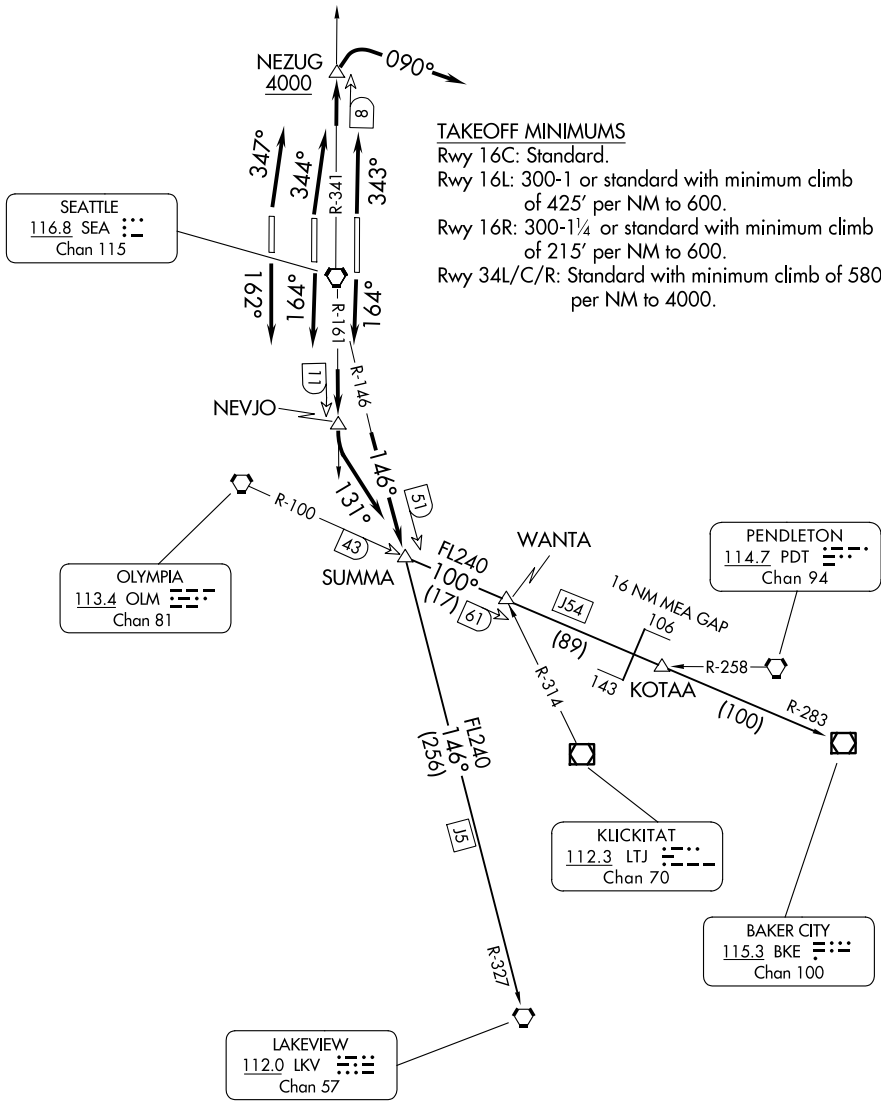 NEZUG
4000
090°
8
347°
344°
343°
R-341
TAKEOFF MINIMUMS
Rwy 16C: Standard.
Rwy 16L: 300-1 or standard with minimum climb
of 425' per NM to 600.
Rwy 16R: 300-1¼ or standard with minimum climb
of 215' per NM to 600.
Rwy 34L/C/R: Standard with minimum climb of 580
per NM to 4000.
SEATTLE
116.8 SEA
Chan 115
162°
164°
164°
R-161
11
R-146
NEVJO
131°
146°
51
R-100
43
SUMMA
OLYMPIA
113.4 OLM
Chan 81
FL240
100°
(17)
61
WANTA
J54
(89)
16 NM MEA GAP
106
143
KOTAA
R-258
PENDLETON
114.7 PDT
Chan 94
R-314
(100)
R-283
FL240
146°
(256)
J5
KLICKITAT
112.3 LTJ
Chan 70
BAKER CITY
115.3 BKE
Chan 100
R-327
LAKEVIEW
112.0 LKV
Chan 57